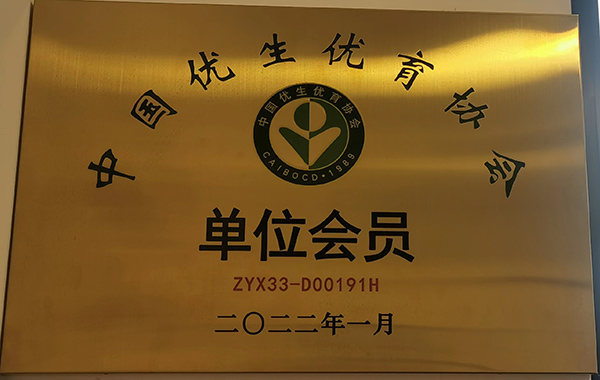 中国优生优育协会
中国优生优育协会
CAIBOCD·1989
单位会员
ZYX33-D00191H
二〇二二年一月